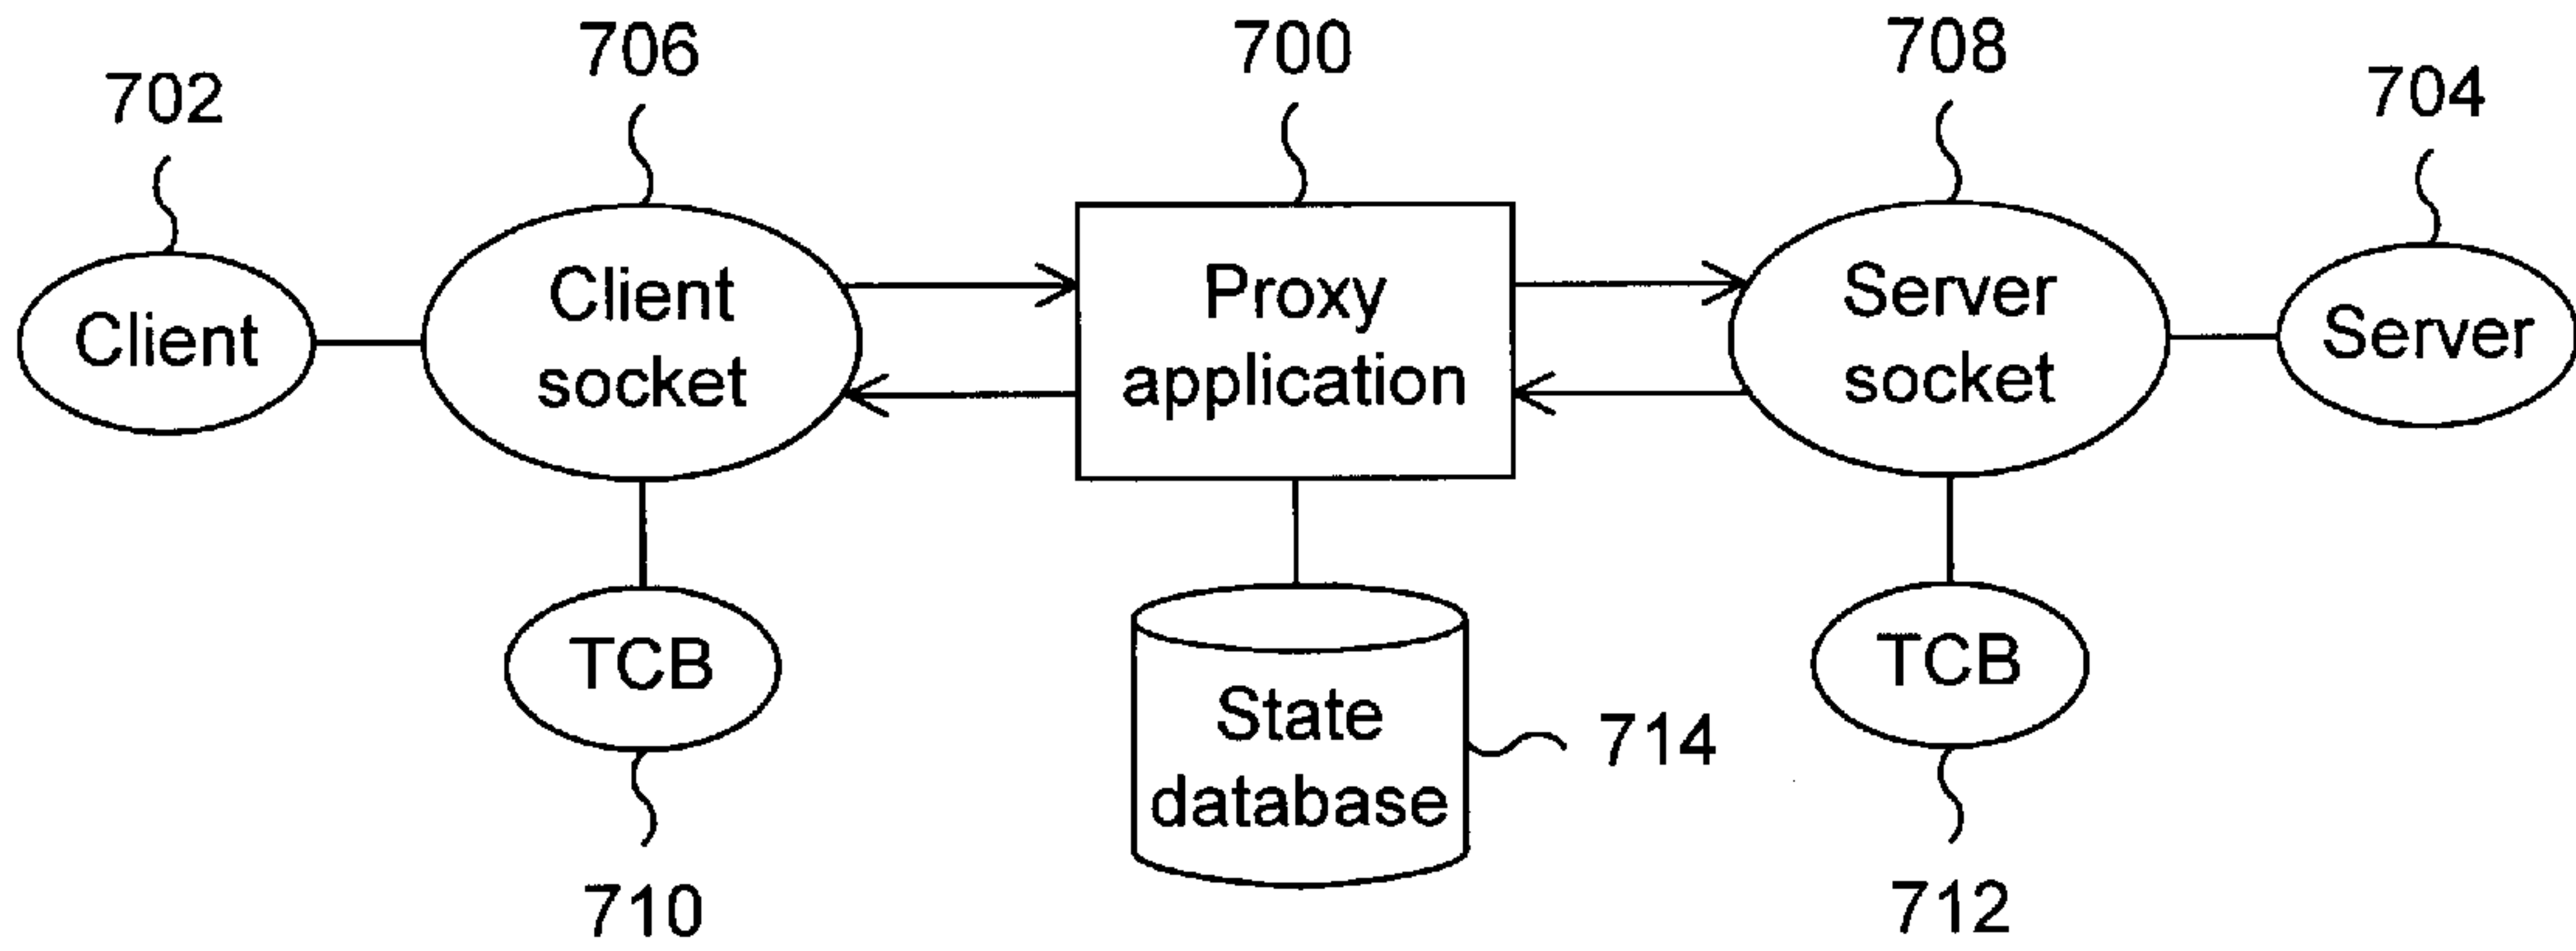 706
700
708
702
704
Client
Client
socket
Proxy
application
Server
socket
Server
TCB
State
database
714
TCB
710
712